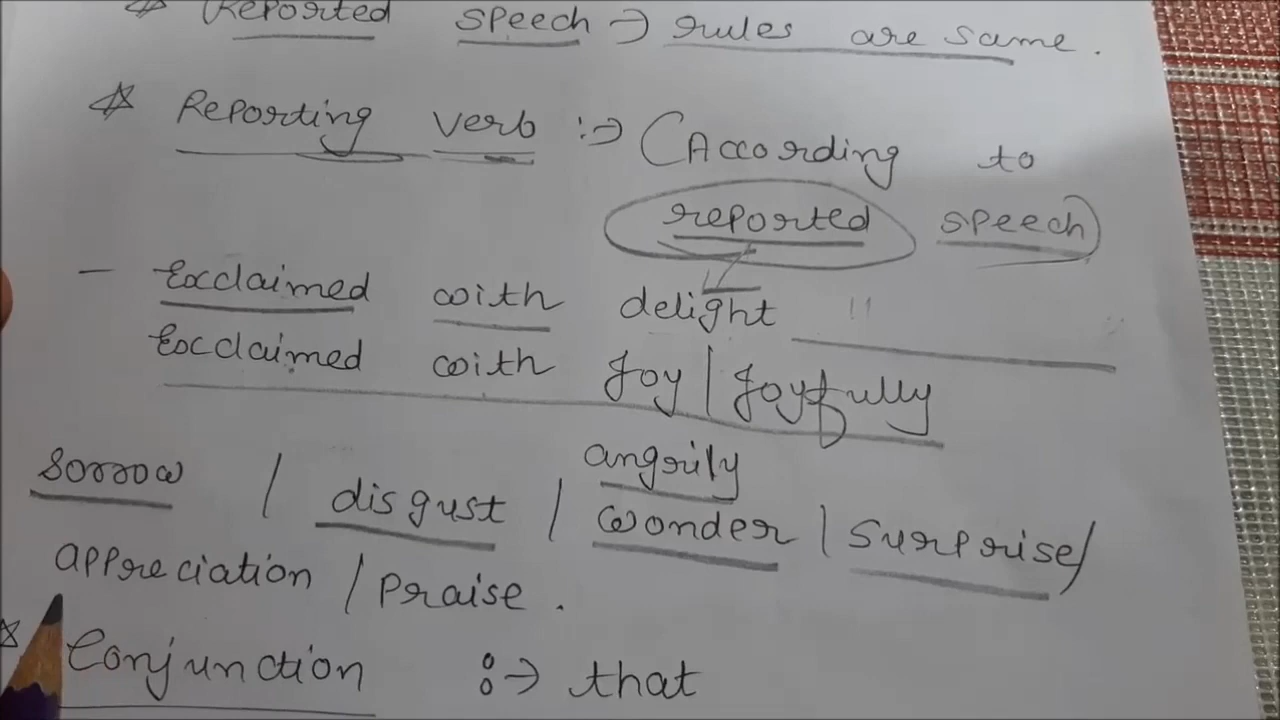 ☆ Reported speech → rules are same.
☆ Reporting verb :→ (According to
reported speech)
- Exclaimed with delight "
Exclaimed with Joy / Joyfully
angrily
sorrow / disgust / wonder / surprise /
appreciation / praise.
☆ Conjunction :→ that